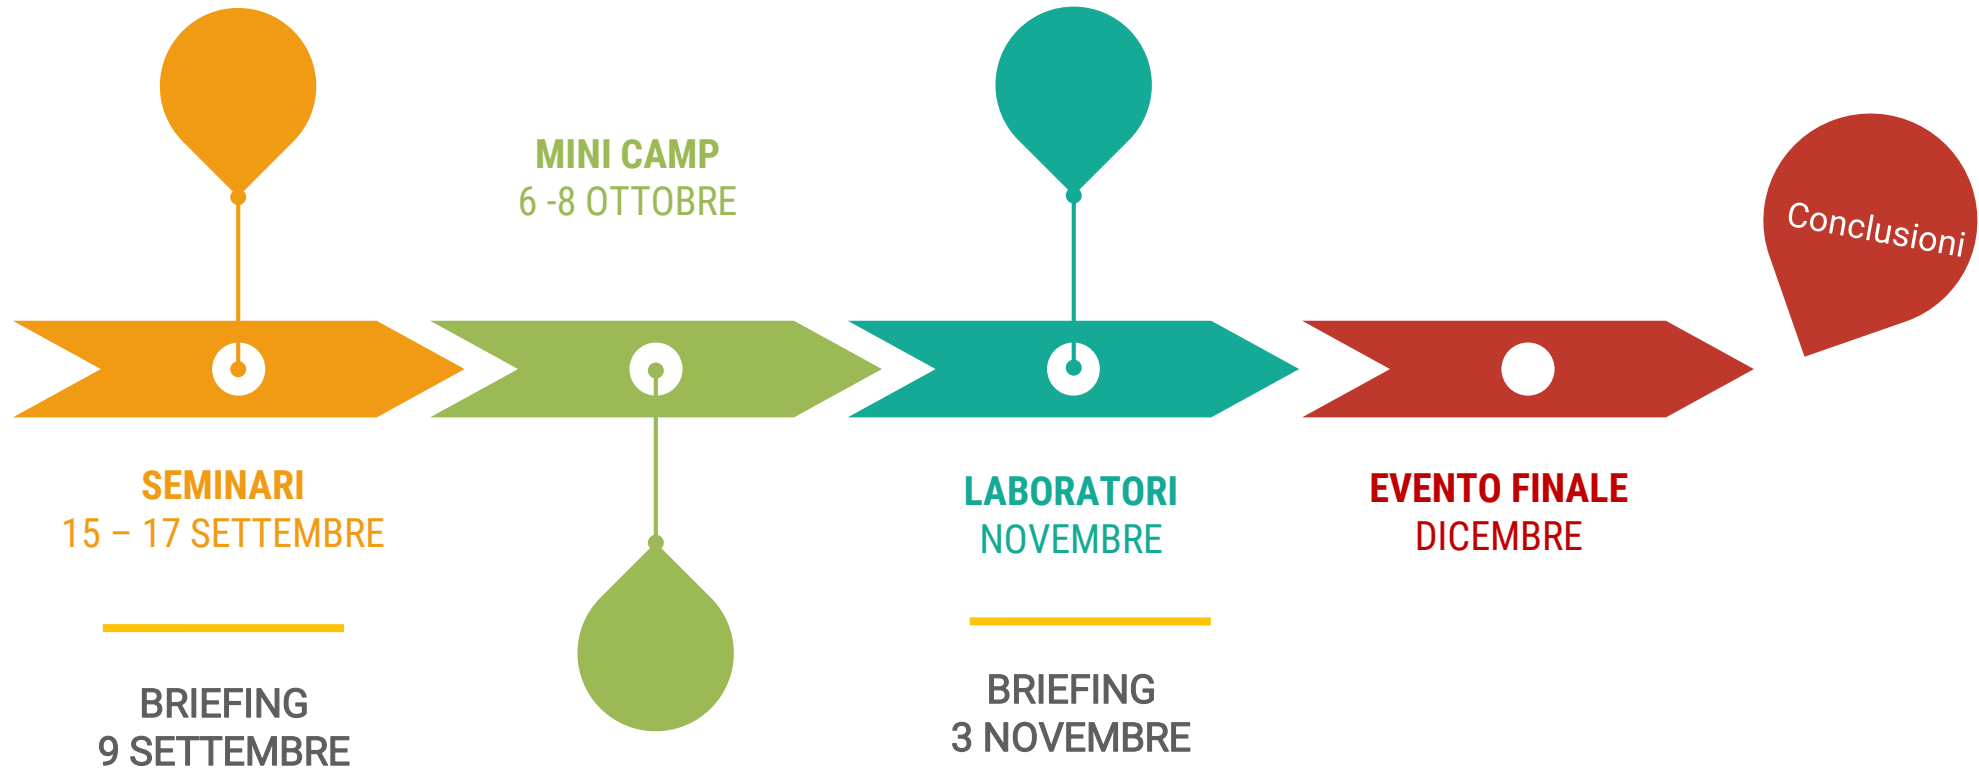 SEMINARI
15 – 17 SETTEMBRE
BRIEFING
9 SETTEMBRE
MINI CAMP
6 -8 OTTOBRE
LABORATORI
NOVEMBRE
BRIEFING
3 NOVEMBRE
EVENTO FINALE
DICEMBRE
Conclusioni